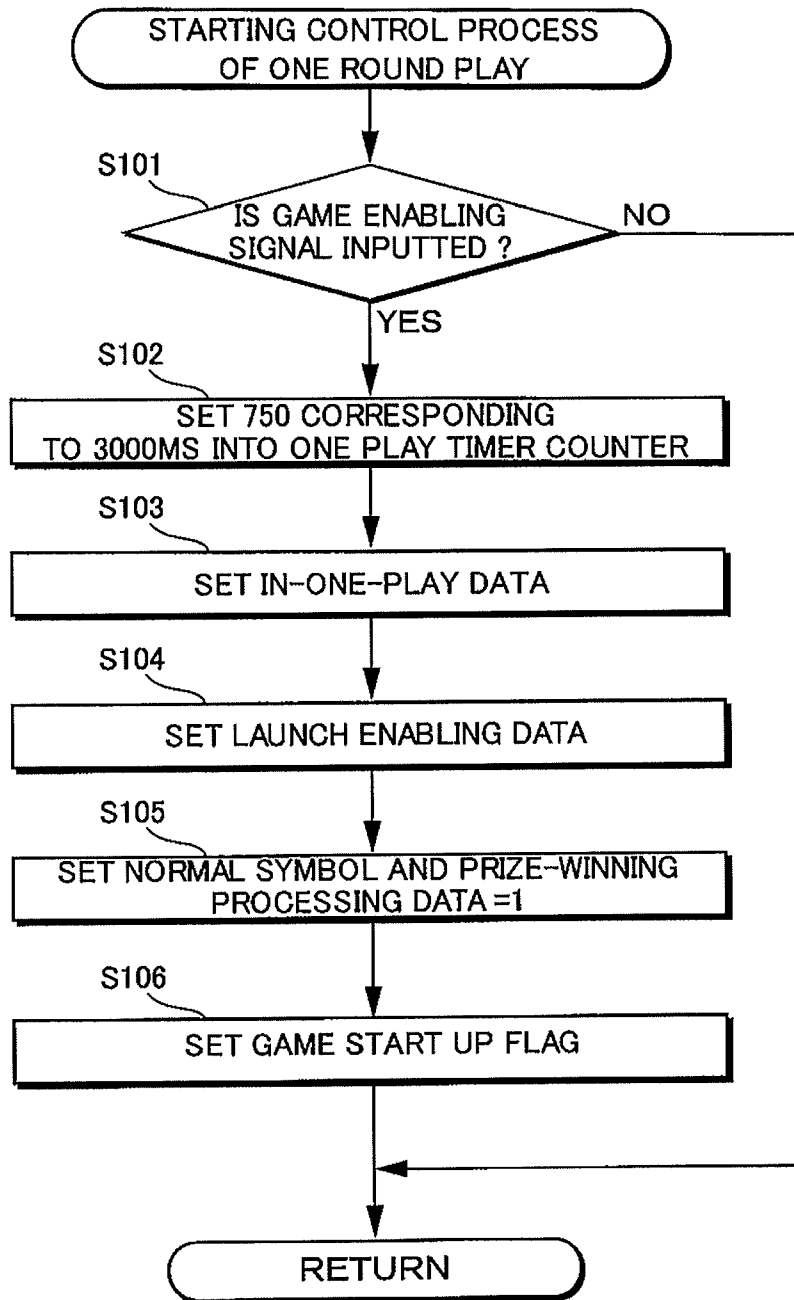 STARTING CONTROL PROCESS
OF ONE ROUND PLAY
S101
IS GAME ENABLING
SIGNAL INPUTTED ?
NO
YES
S102
SET 750 CORRESPONDING
TO 3000MS INTO ONE PLAY TIMER COUNTER
S103
SET IN-ONE-PLAY DATA
S104
SET LAUNCH ENABLING DATA
S105
SET NORMAL SYMBOL AND PRIZE-WINNING
PROCESSING DATA =1
S106
SET GAME START UP FLAG
RETURN